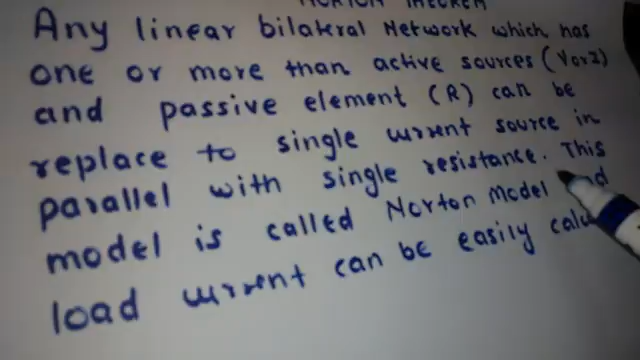 NORTON THEOREM
Any linear bilateral Network which has
one or more than active sources (V or I)
and passive element (R) can be
replace to single current source in
parallel with single resistance. This
model is called Norton Model
load current can be easily